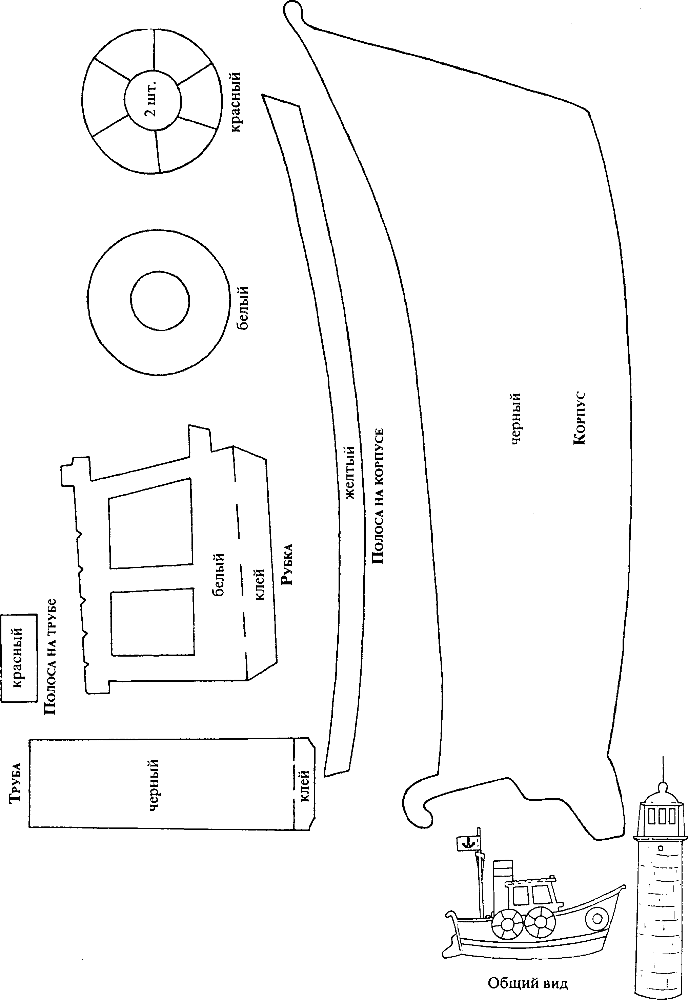 красный
Полоса на трубе
Труба
черный
клей
белый
клей
Рубка
белый
2 шт.
красный
желтый
Полоса на корпусе
черный
Корпус
Общий вид